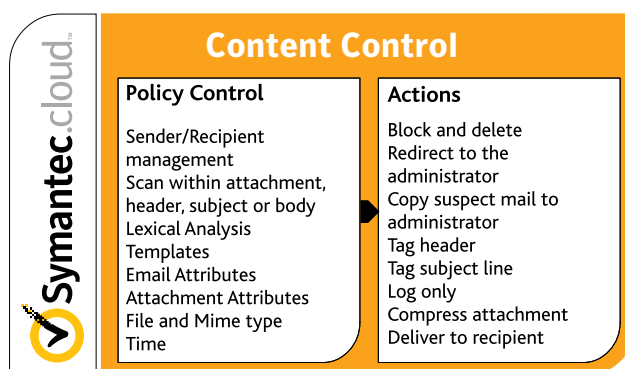 Symantec.cloud™
Content Control
Policy Control
Sender/Recipient
management
Scan within attachment,
header, subject or body
Lexical Analysis
Templates
Email Attributes
Attachment Attributes
File and Mime type
Time
Actions
Block and delete
Redirect to the
administrator
Copy suspect mail to
administrator
Tag header
Tag subject line
Log only
Compress attachment
Deliver to recipient